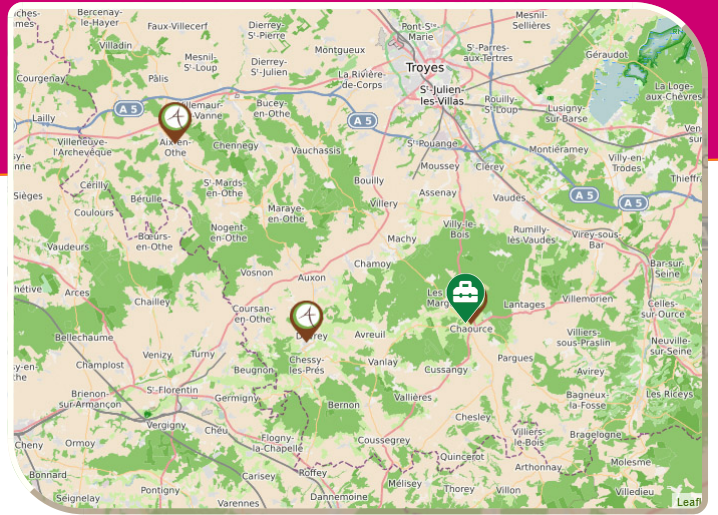 Bercenay-
le-Hayer
Faux-Villecerf
Dierrey-
St-Pierre
Pont-Ste-
Marie
Mesnil-
Sellières
Villadin
Montgueux
St-Parres-
aux-Tertres
Géraudot
Mesnil-
St-Loup
Dierrey-
St-Julien
Troyes
Courgenay
Pâlis
La Rivière-
de-Corps
St-Julien-
les-Villas
La Loge-
aux-Chèvres
Lailly
A 5
Bucey-
en-Othe
A 5
Rouilly-
St-Loup
Lusigny-
sur-Barse
Villeneuve-
l'Archevêque
Aix-en-
Othe
Chennegy
Vauchassis
Montiéramey
Moussey
Clérey
Villy-en-
Trodes
Cérilly
St-Mards-
en-Othe
Bouilly
Assenay
A 5
A 5
Sièges
Bérulle
Villery
Vaudes
Coulours
Maraye-
en-Othe
Nogent-
en-Othe
Villy-le-
Bois
Rumilly-
lès-Vaudes
Virey-sous-
Bar
Vaudeurs
Bœurs-
en-Othe
Machy
Vosnon
Auxon
Chamoy
Bar-sur-
Seine
Arces
Chailley
Coursan-
en-Othe
Lantages
Villemorien
Celles-
sur-Ource
Bellechaume
Avreuil
Chaource
Villiers-
sous-Praslin
Neuville-
sur-Seine
Venizy
Turny
Chessy-
les-Prés
Vanlay
Pargues
Champlost
Beugnon
Cussangy
Avirey
Brienon-
sur-Armançon
St-Florentin
Germigny
Bernon
Vallières
Bagneux-
la-Fosse
Les Riceys
Vergigny
Chéu
Chesley
Villiers-
le-Bois
Bragelogne
Cheny
Ormoy
Flogny-
la-Chapelle
Coussegrey
Quincerot
Arthonnay
Molesme
Bonnard
Carisey
Roffey
Mélisey
Thorey
Villon
Villedieu
Seignelay
Pontigny
Varennes
Dannemoine
Leafl